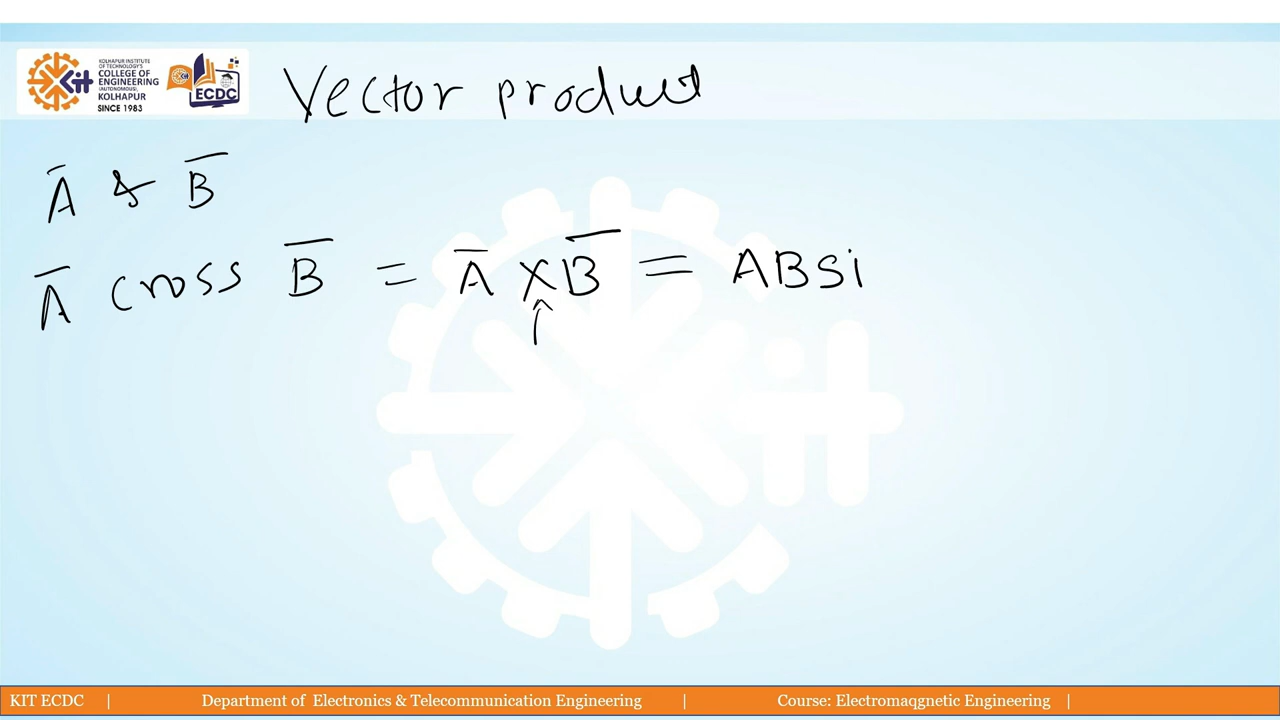 KOLHAPUR INSTITUTE
OF TECHNOLOGY'S
COLLEGE OF
ENGINEERING
(AUTONOMOUS),
KOLHAPUR
SINCE 1983
Kit
ECDC
Vector product
A̅ & B̅
A̅ cross B̅ = A̅ X B̅ = ABSi
KIT ECDC | Department of Electronics & Telecommunication Engineering | Course: Electromaqgnetic Engineering |